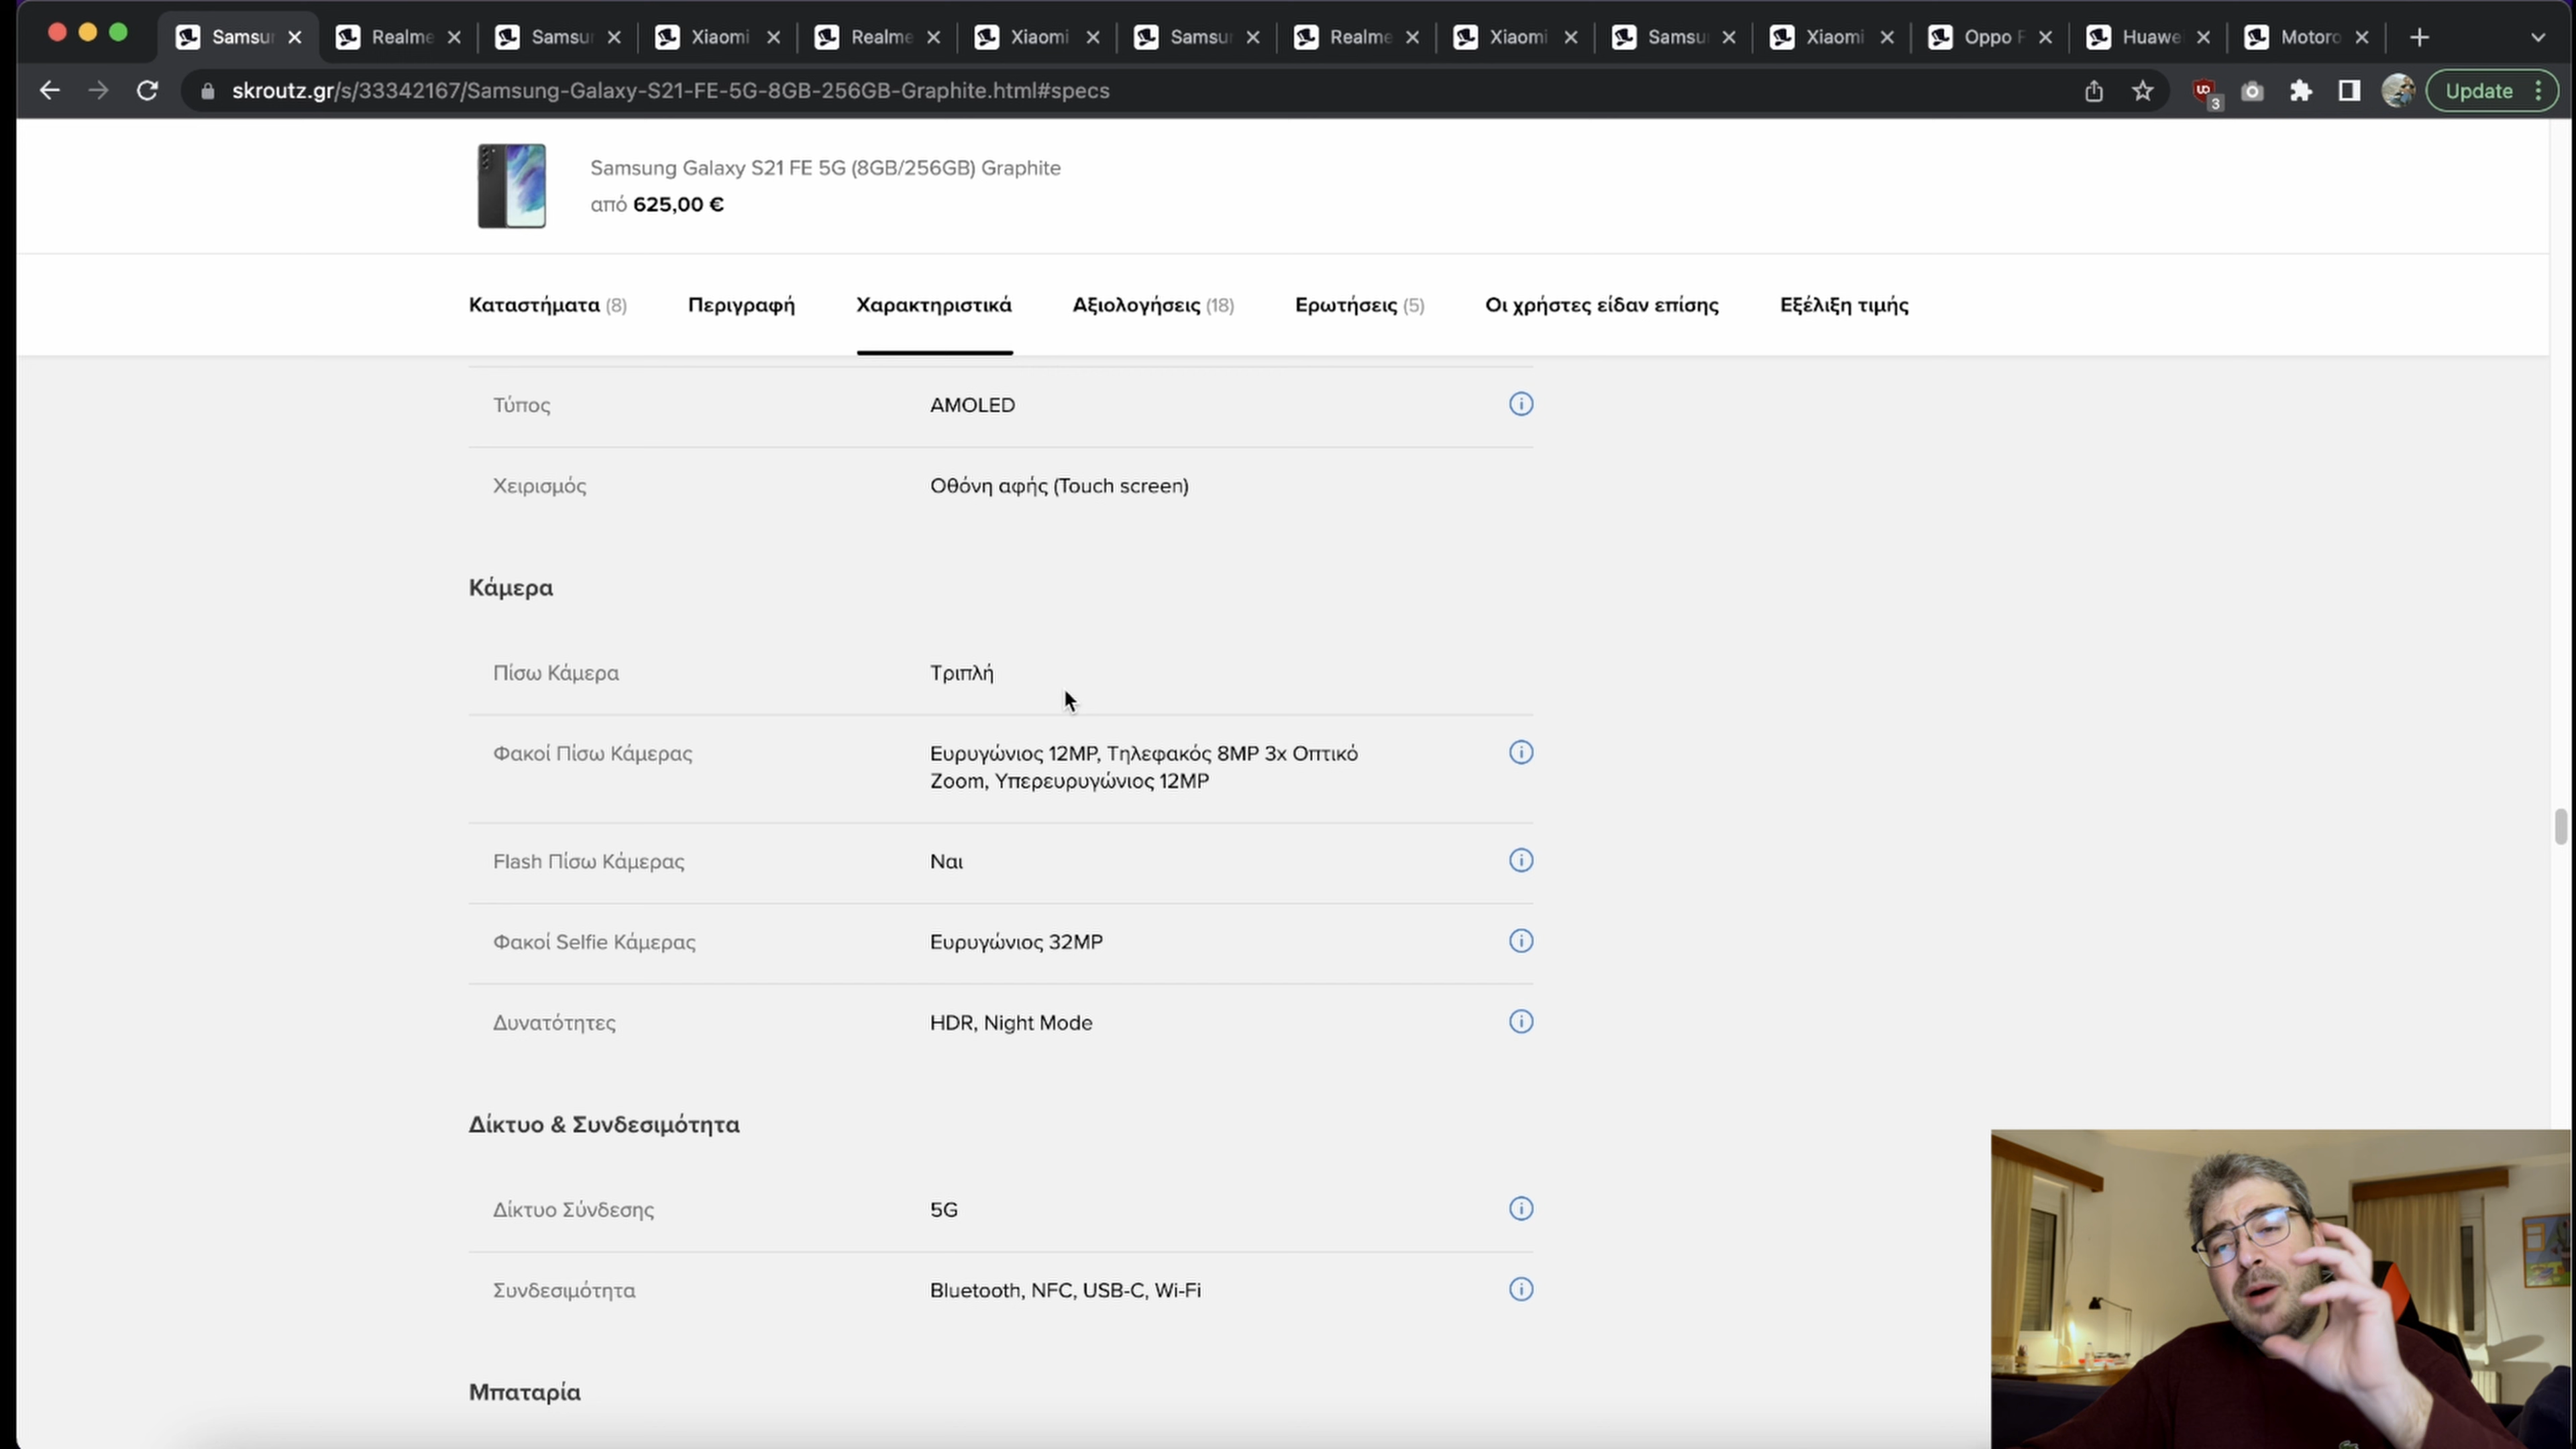 Samsu
Realme
Samsu
Xiaomi
Realme
Xiaomi
Samsu
Realme
Xiaomi
Samsu
Xiaomi
Oppo F
Huawe
Motoro
skroutz.gr/s/33342167/Samsung-Galaxy-S21-FE-5G-8GB-256GB-Graphite.html#specs
3
Update
Samsung Galaxy S21 FE 5G (8GB/256GB) Graphite
από 625,00 €
Καταστήματα (8) Περιγραφή Χαρακτηριστικά Αξιολογήσεις (18) Ερωτήσεις (5) Οι χρήστες είδαν επίσης Εξέλιξη τιμής
Τύπος AMOLED
Χειρισμός Οθόνη αφής (Touch screen)
Κάμερα
Πίσω Κάμερα Τριπλή
Φακοί Πίσω Κάμερας Ευρυγώνιος 12MP, Τηλεφακός 8MP 3x Οπτικό
Zoom, Υπερευρυγώνιος 12MP
Flash Πίσω Κάμερας Ναι
Φακοί Selfie Κάμερας Ευρυγώνιος 32MP
Δυνατότητες HDR, Night Mode
Δίκτυο & Συνδεσιμότητα
Δίκτυο Σύνδεσης 5G
Συνδεσιμότητα Bluetooth, NFC, USB-C, Wi-Fi
Μπαταρία